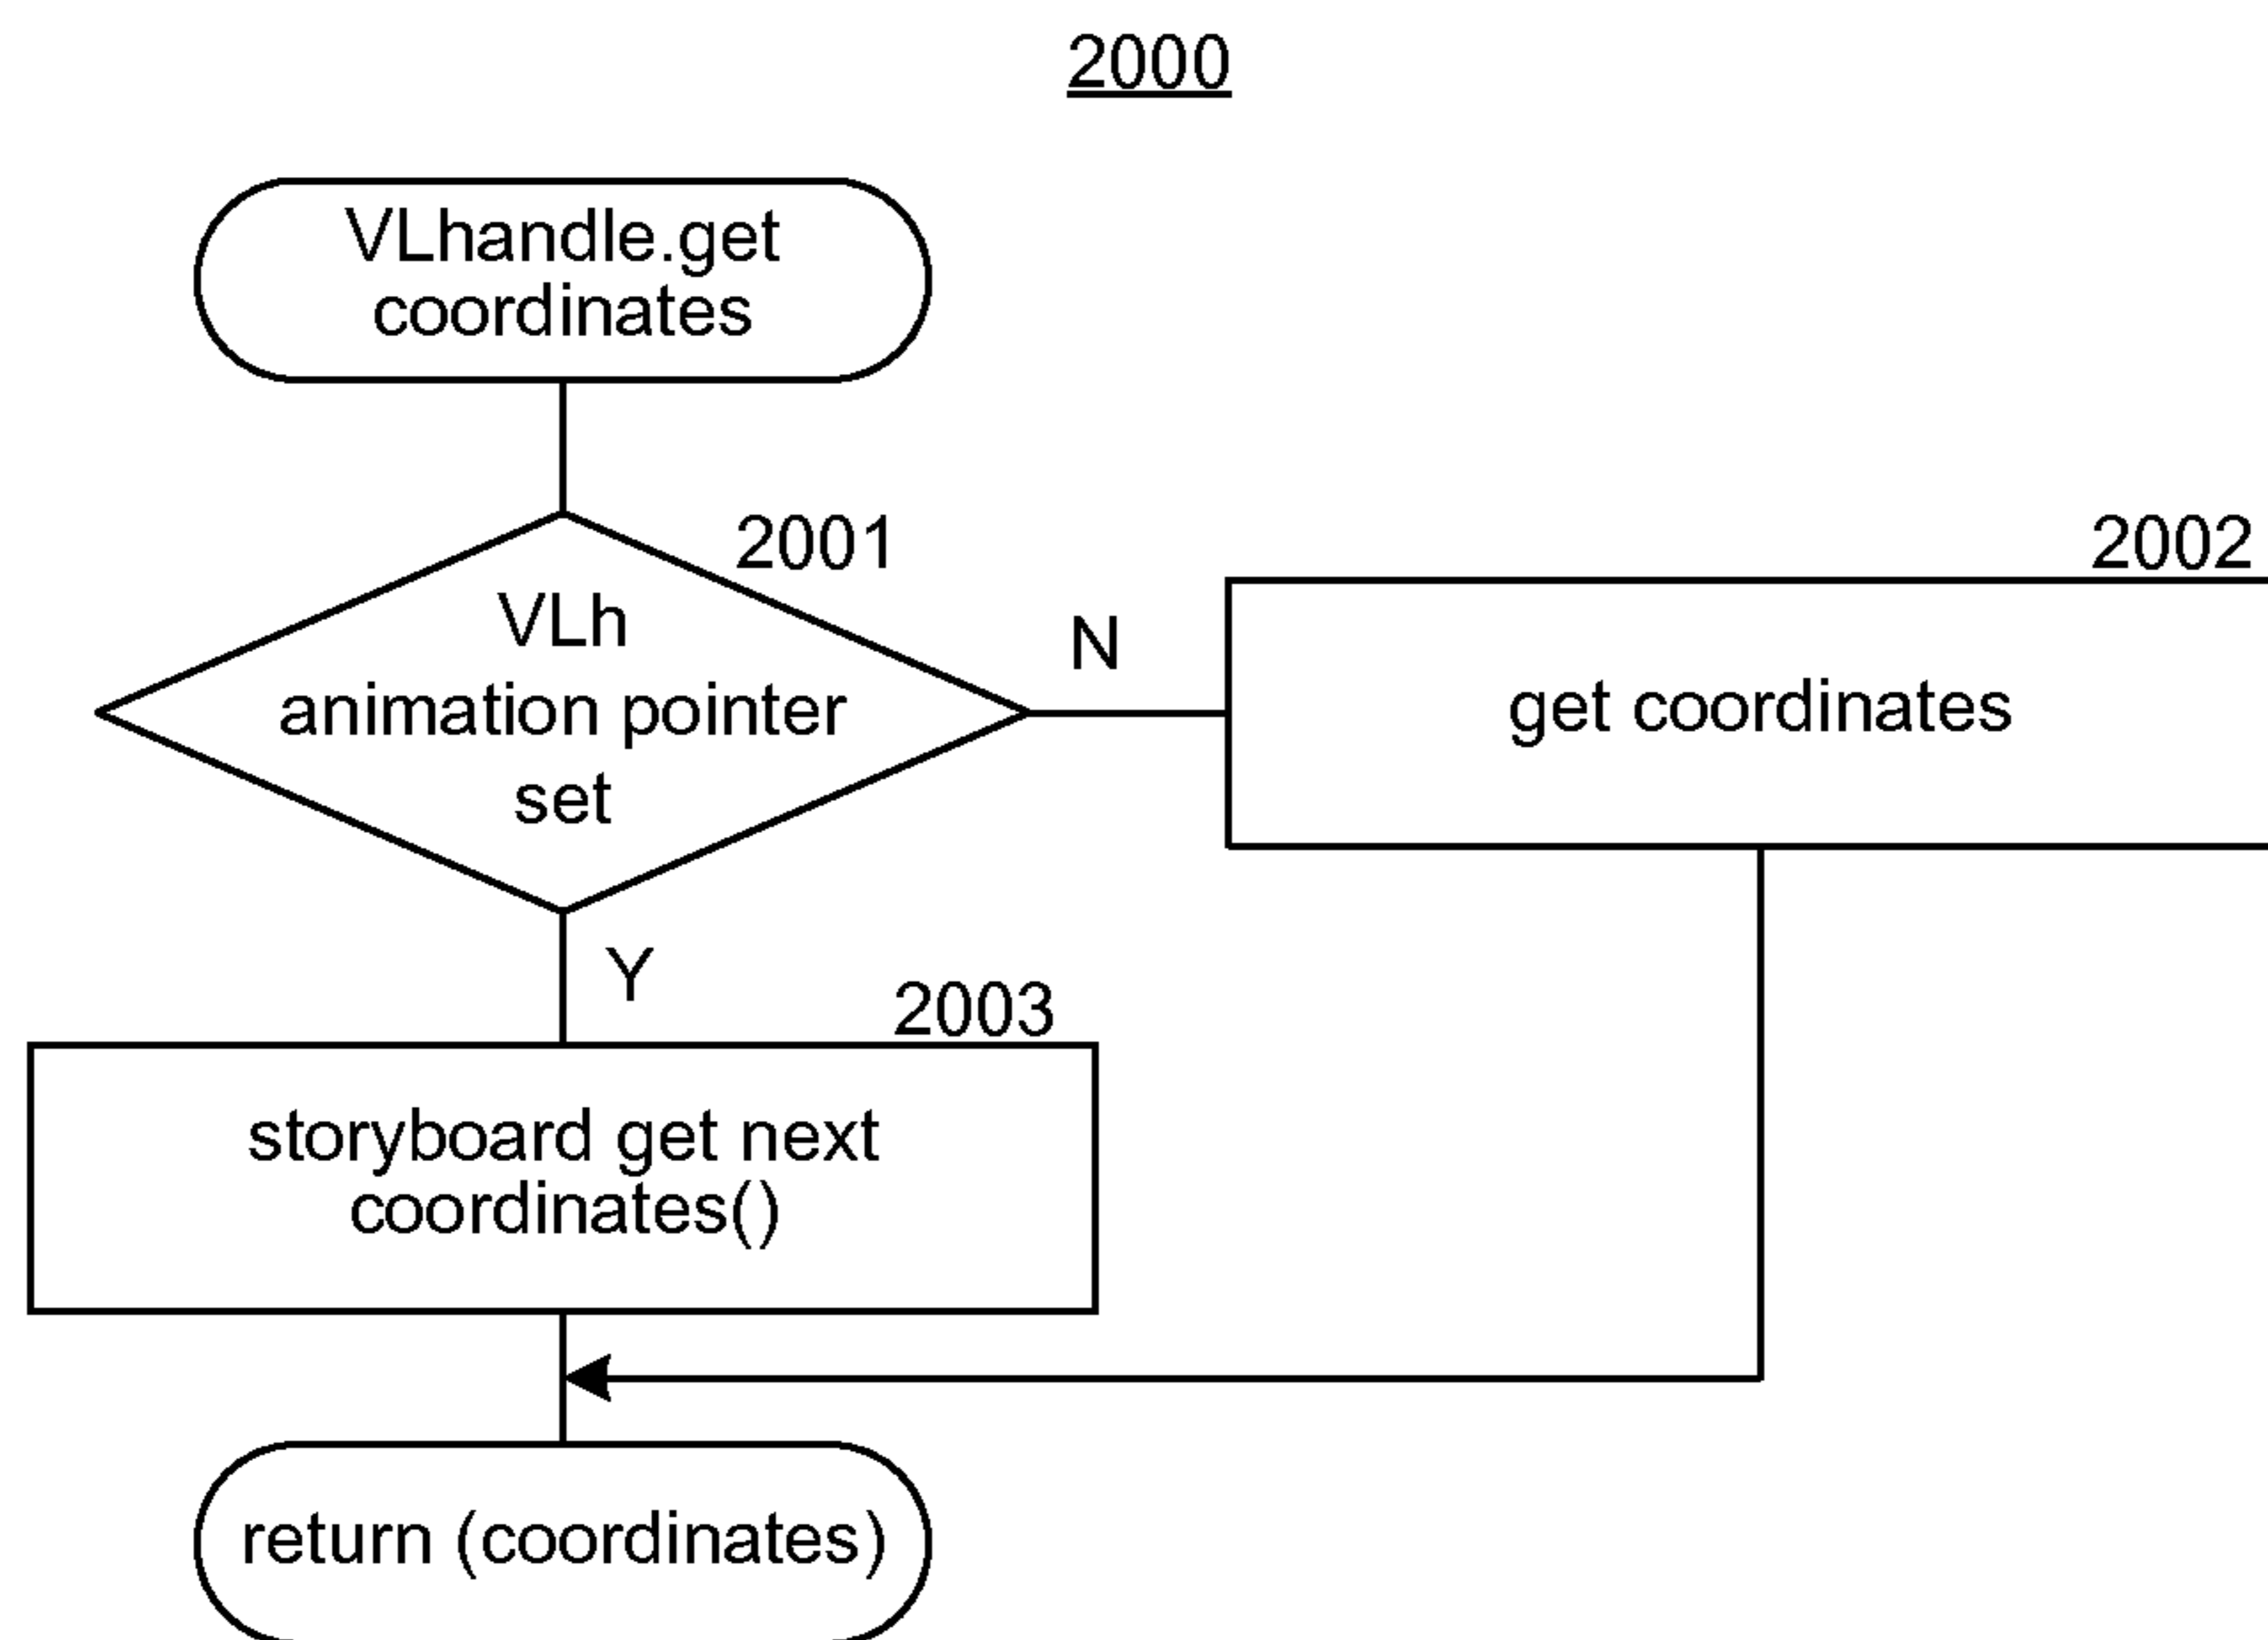 2000
VLhandle.get
coordinates
2001
VLh
animation pointer
set
N
2002
get coordinates
Y
2003
storyboard get next
coordinates()
return (coordinates)